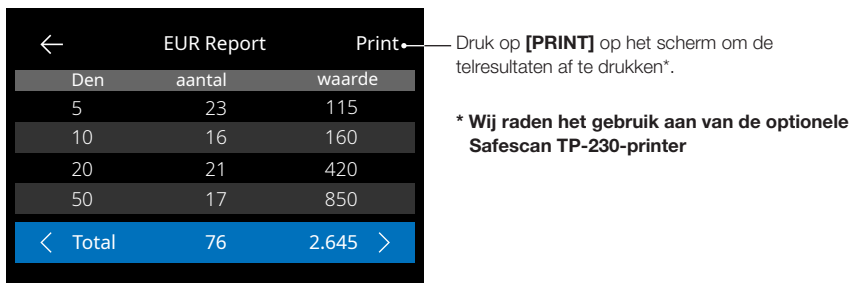 EUR Report Print
Den aantal waarde
5 23 115
10 16 160
20 21 420
50 17 850
Total 76 2.645
Druk op [PRINT] op het scherm om de
telresultaten af te drukken*.
* Wij raden het gebruik aan van de optionele
Safescan TP-230-printer